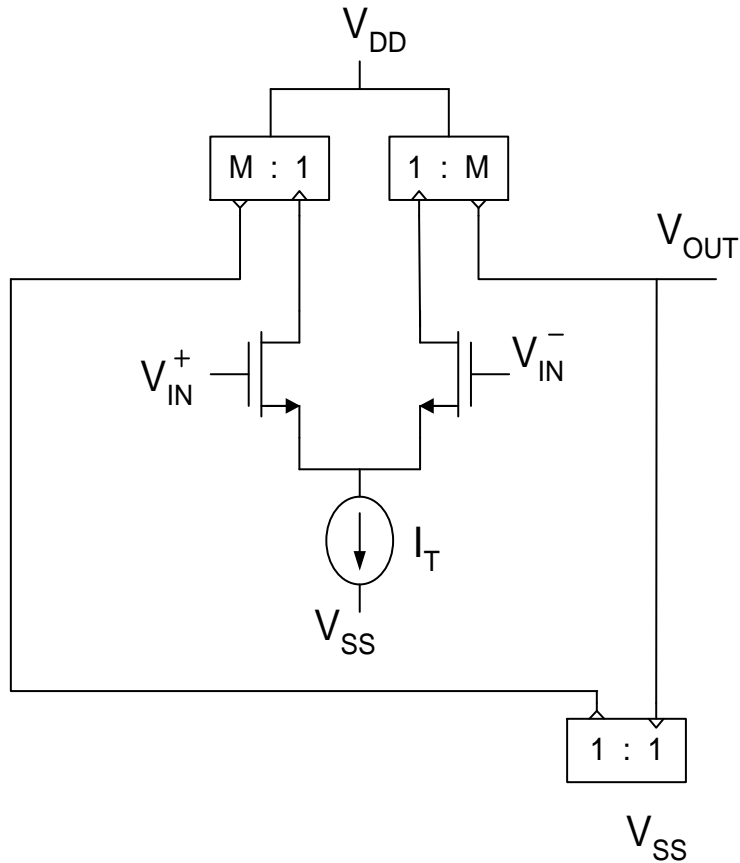 V_DD
M : 1
1 : M
V_OUT
V_IN^+
V_IN^−
I_T
V_SS
1 : 1
V_SS